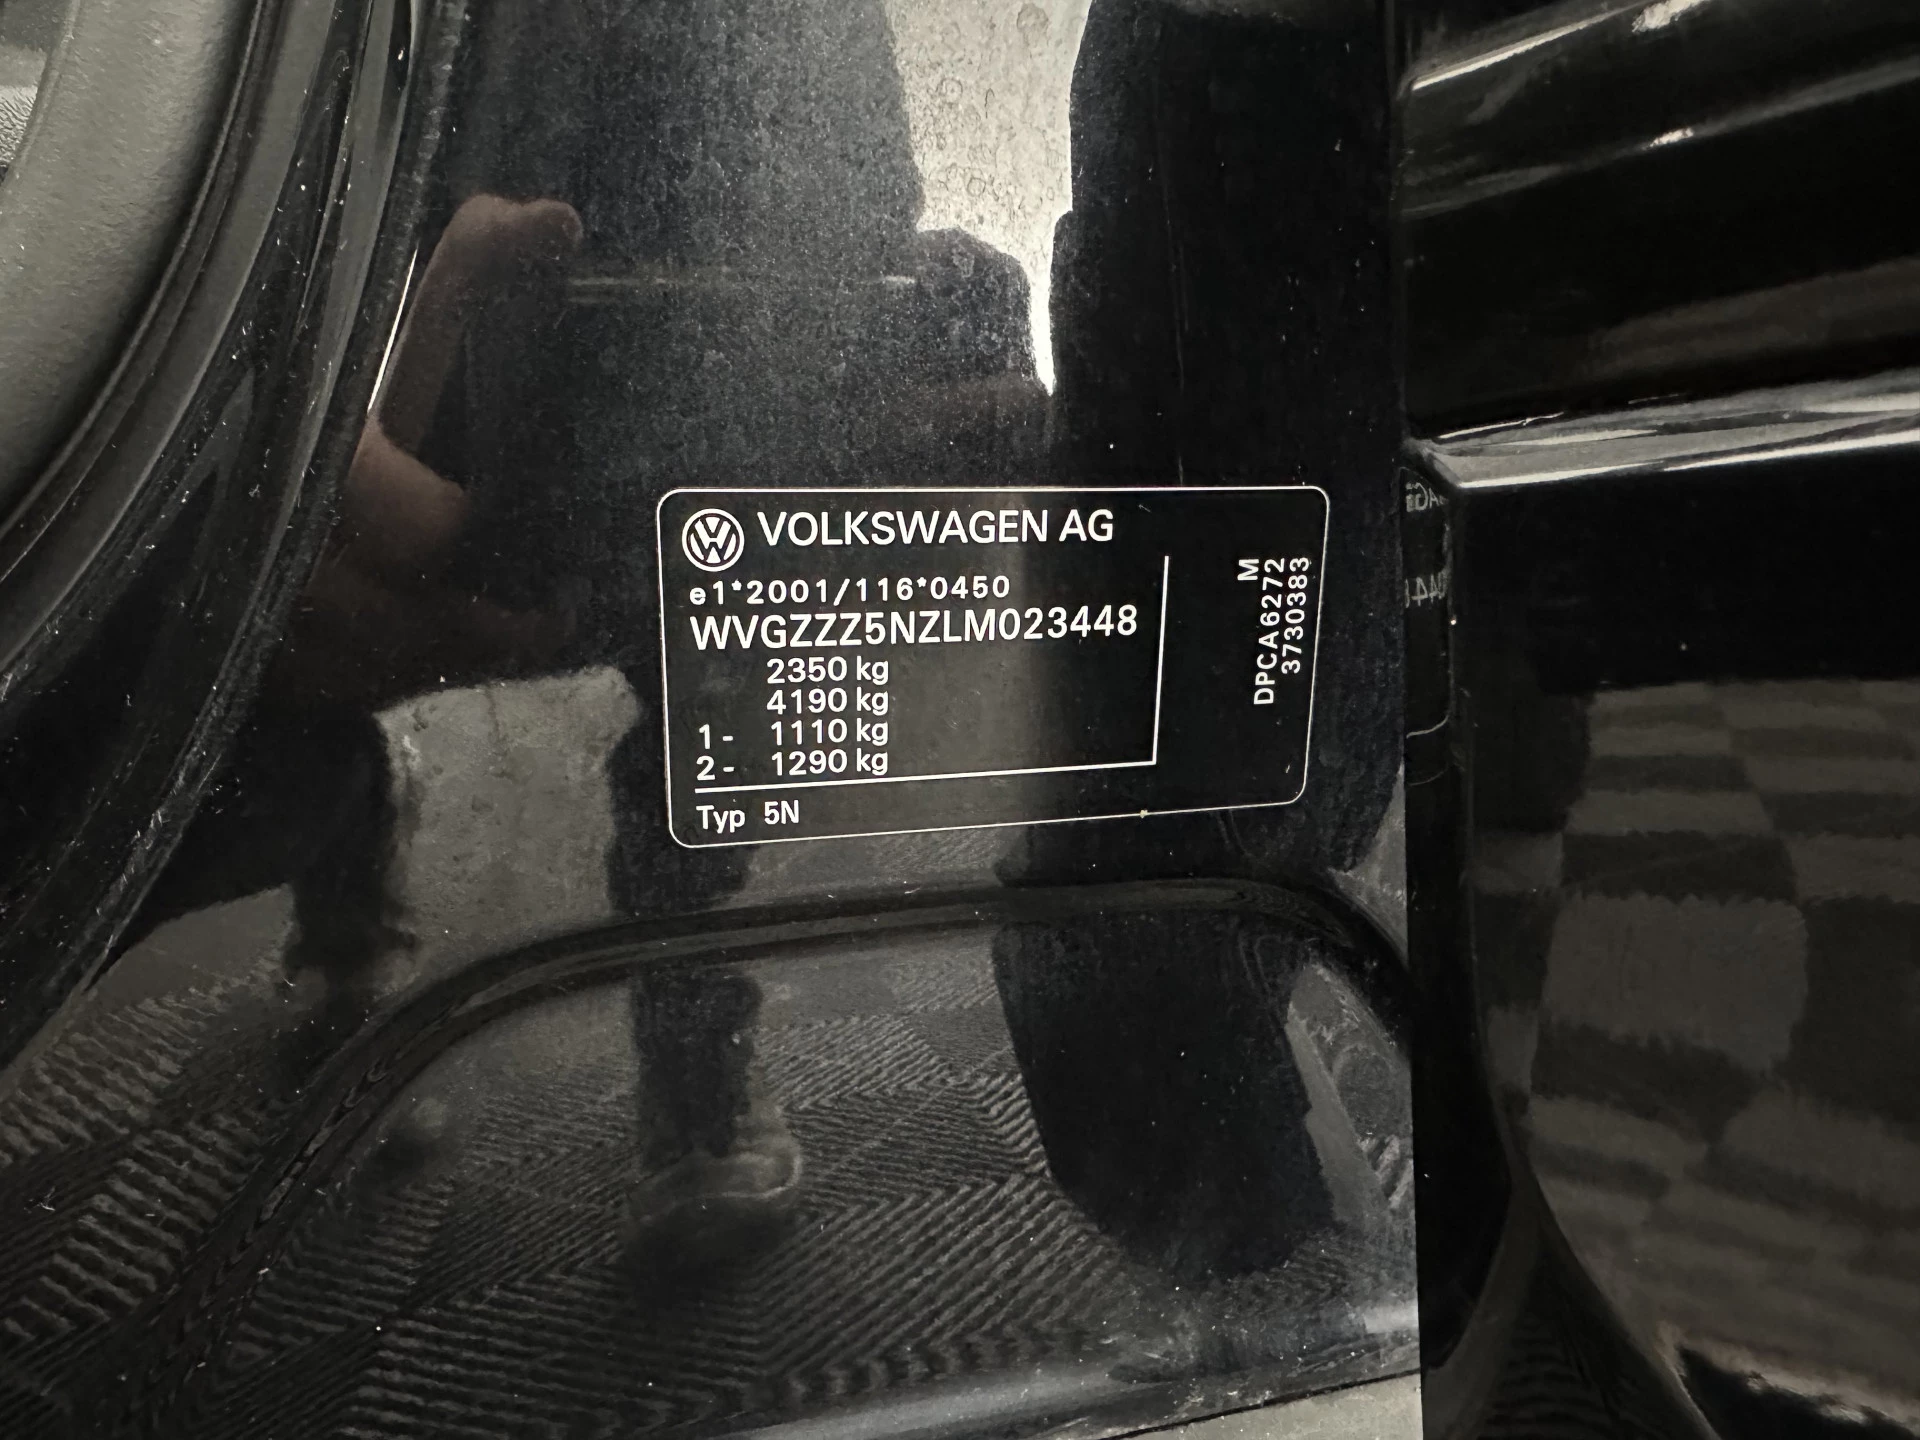 VOLKSWAGEN AG
e1*2001/116*0450
WVGZZZ5NZLM023448
2350 kg
4190 kg
1- 1110 kg
2- 1290 kg
Typ 5N
M
DPCA6272
3730383